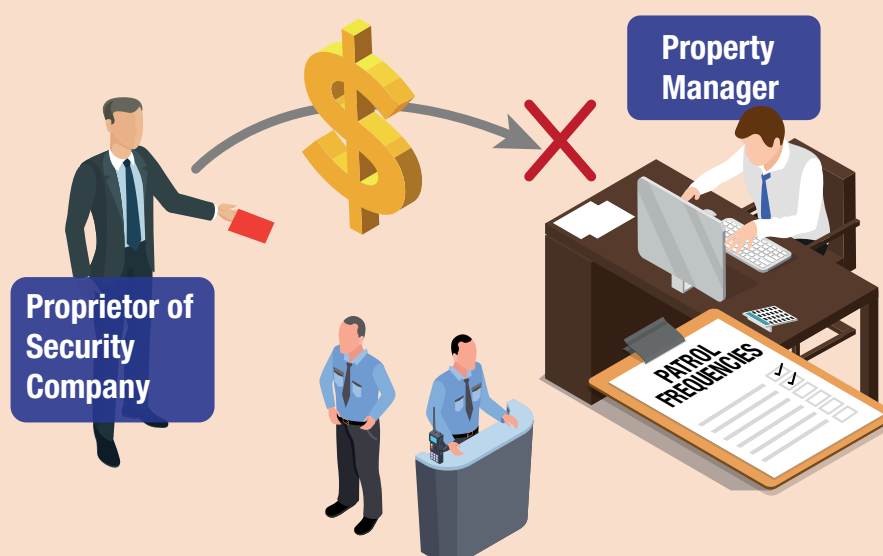 Property
Manager
Proprietor of
Security
Company
PATROL
FREQUENCIES